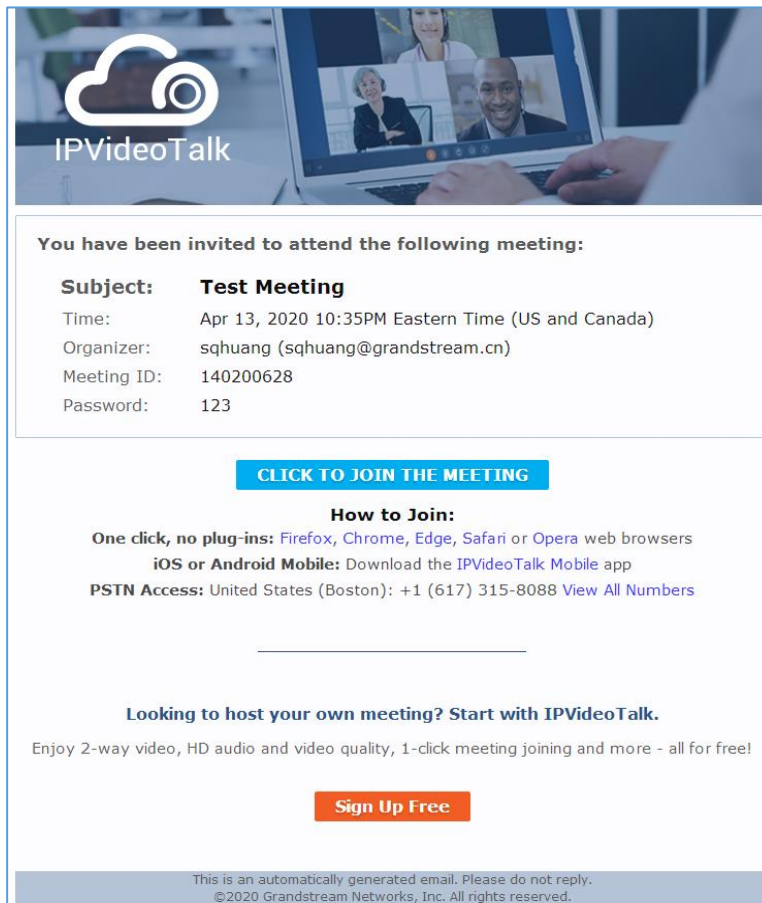 IPVideoTalk
You have been invited to attend the following meeting:
Subject: Test Meeting
Time: Apr 13, 2020 10:35PM Eastern Time (US and Canada)
Organizer: sqhuang (sqhuang@grandstream.cn)
Meeting ID: 140200628
Password: 123
CLICK TO JOIN THE MEETING
How to Join:
One click, no plug-ins: Firefox, Chrome, Edge, Safari or Opera web browsers
iOS or Android Mobile: Download the IPVideoTalk Mobile app
PSTN Access: United States (Boston): +1 (617) 315-8088 View All Numbers
Looking to host your own meeting? Start with IPVideoTalk.
Enjoy 2-way video, HD audio and video quality, 1-click meeting joining and more - all for free!
Sign Up Free
This is an automatically generated email. Please do not reply.
©2020 Grandstream Networks, Inc. All rights reserved.